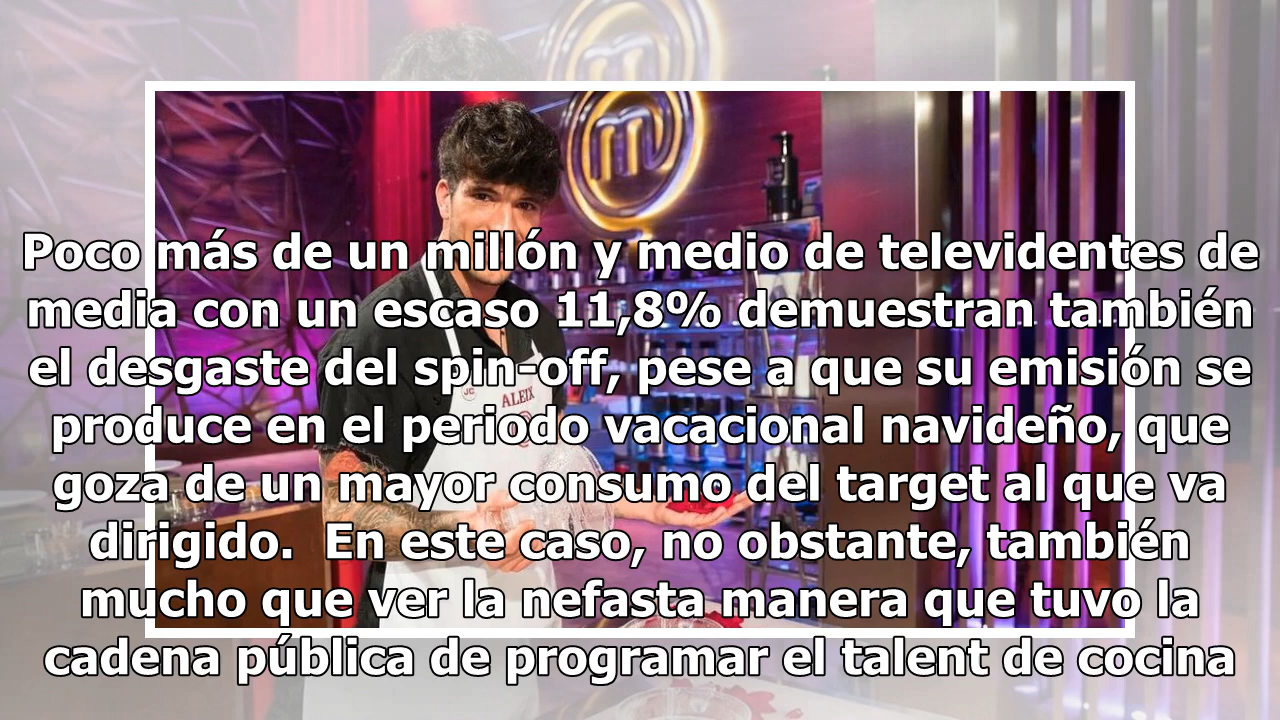 Poco más de un millón y medio de televidentes de
media con un escaso 11,8% demuestran también
el desgaste del spin-off, pese a que su emisión se
produce en el periodo vacacional navideño, que
goza de un mayor consumo del target al que va
dirigido.  En este caso, no obstante, también
mucho que ver la nefasta manera que tuvo la
cadena pública de programar el talent de cocina
JC
ALEIX